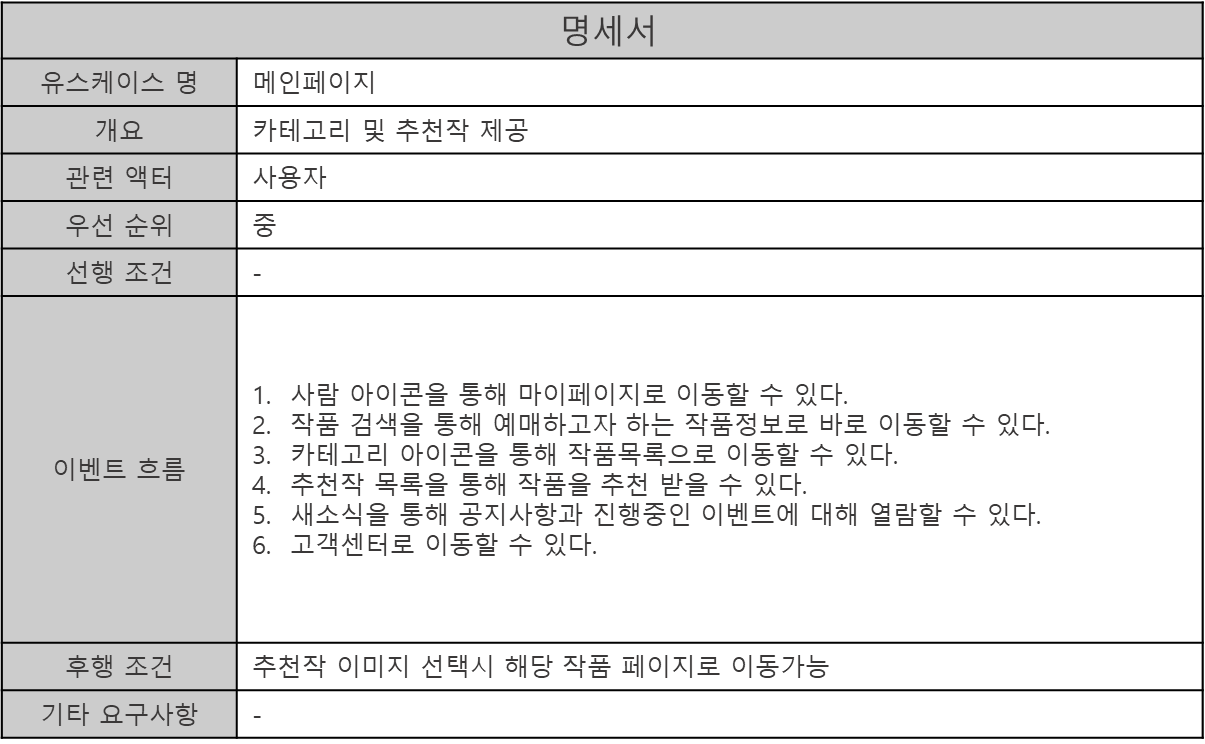 명세서
유스케이스 명
메인페이지
개요
카테고리 및 추천작 제공
관련 액터
사용자
우선 순위
중
선행 조건
-
이벤트 흐름
1. 사람 아이콘을 통해 마이페이지로 이동할 수 있다.
2. 작품 검색을 통해 예매하고자 하는 작품정보로 바로 이동할 수 있다.
3. 카테고리 아이콘을 통해 작품목록으로 이동할 수 있다.
4. 추천작 목록을 통해 작품을 추천 받을 수 있다.
5. 새소식을 통해 공지사항과 진행중인 이벤트에 대해 열람할 수 있다.
6. 고객센터로 이동할 수 있다.
후행 조건
추천작 이미지 선택시 해당 작품 페이지로 이동가능
기타 요구사항
-